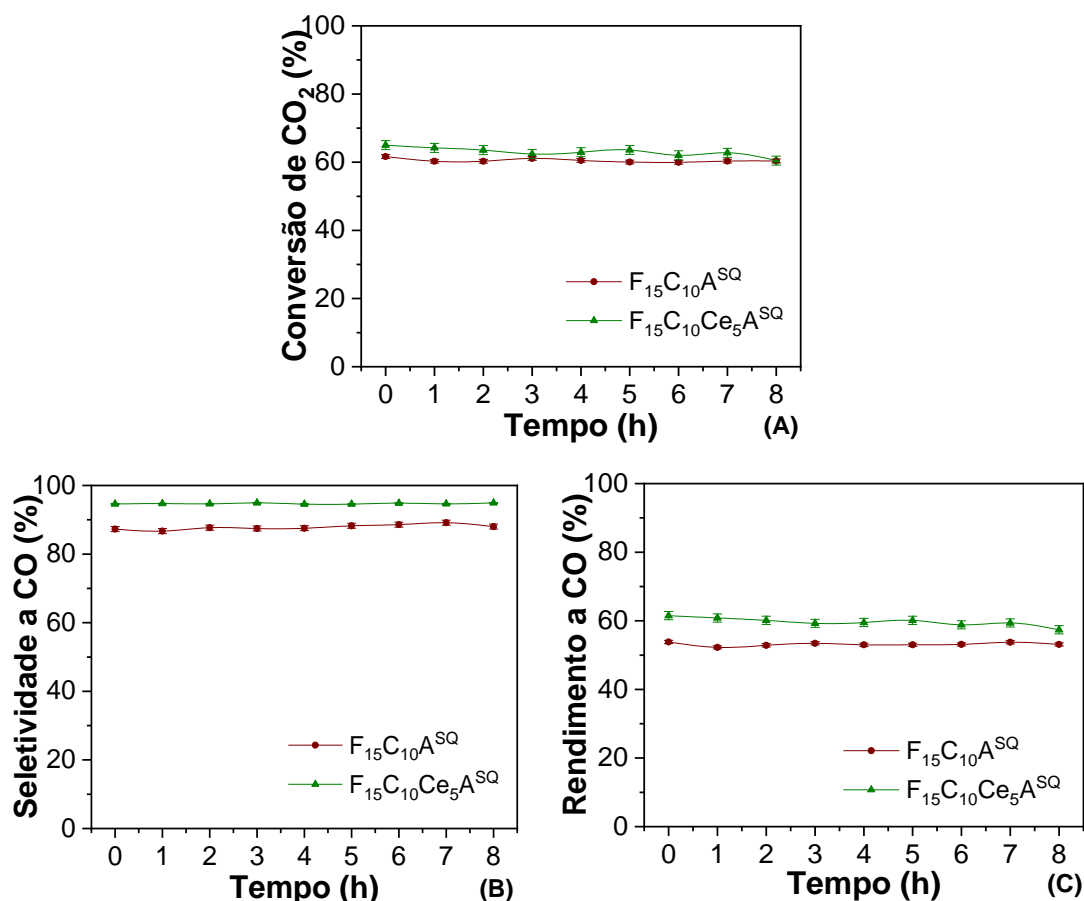 Conversão de CO₂ (%)
100
80
60
40
20
0
F₁₅C₁₀Aˢꟴ
F₁₅C₁₀Ce₅Aˢꟴ
0 1 2 3 4 5 6 7 8
Tempo (h)
(A)
Seletividade a CO (%)
100
80
60
40
20
0
F₁₅C₁₀Aˢꟴ
F₁₅C₁₀Ce₅Aˢꟴ
0 1 2 3 4 5 6 7 8
Tempo (h)
(B)
Rendimento a CO (%)
100
80
60
40
20
0
F₁₅C₁₀Aˢꟴ
F₁₅C₁₀Ce₅Aˢꟴ
0 1 2 3 4 5 6 7 8
Tempo (h)
(C)